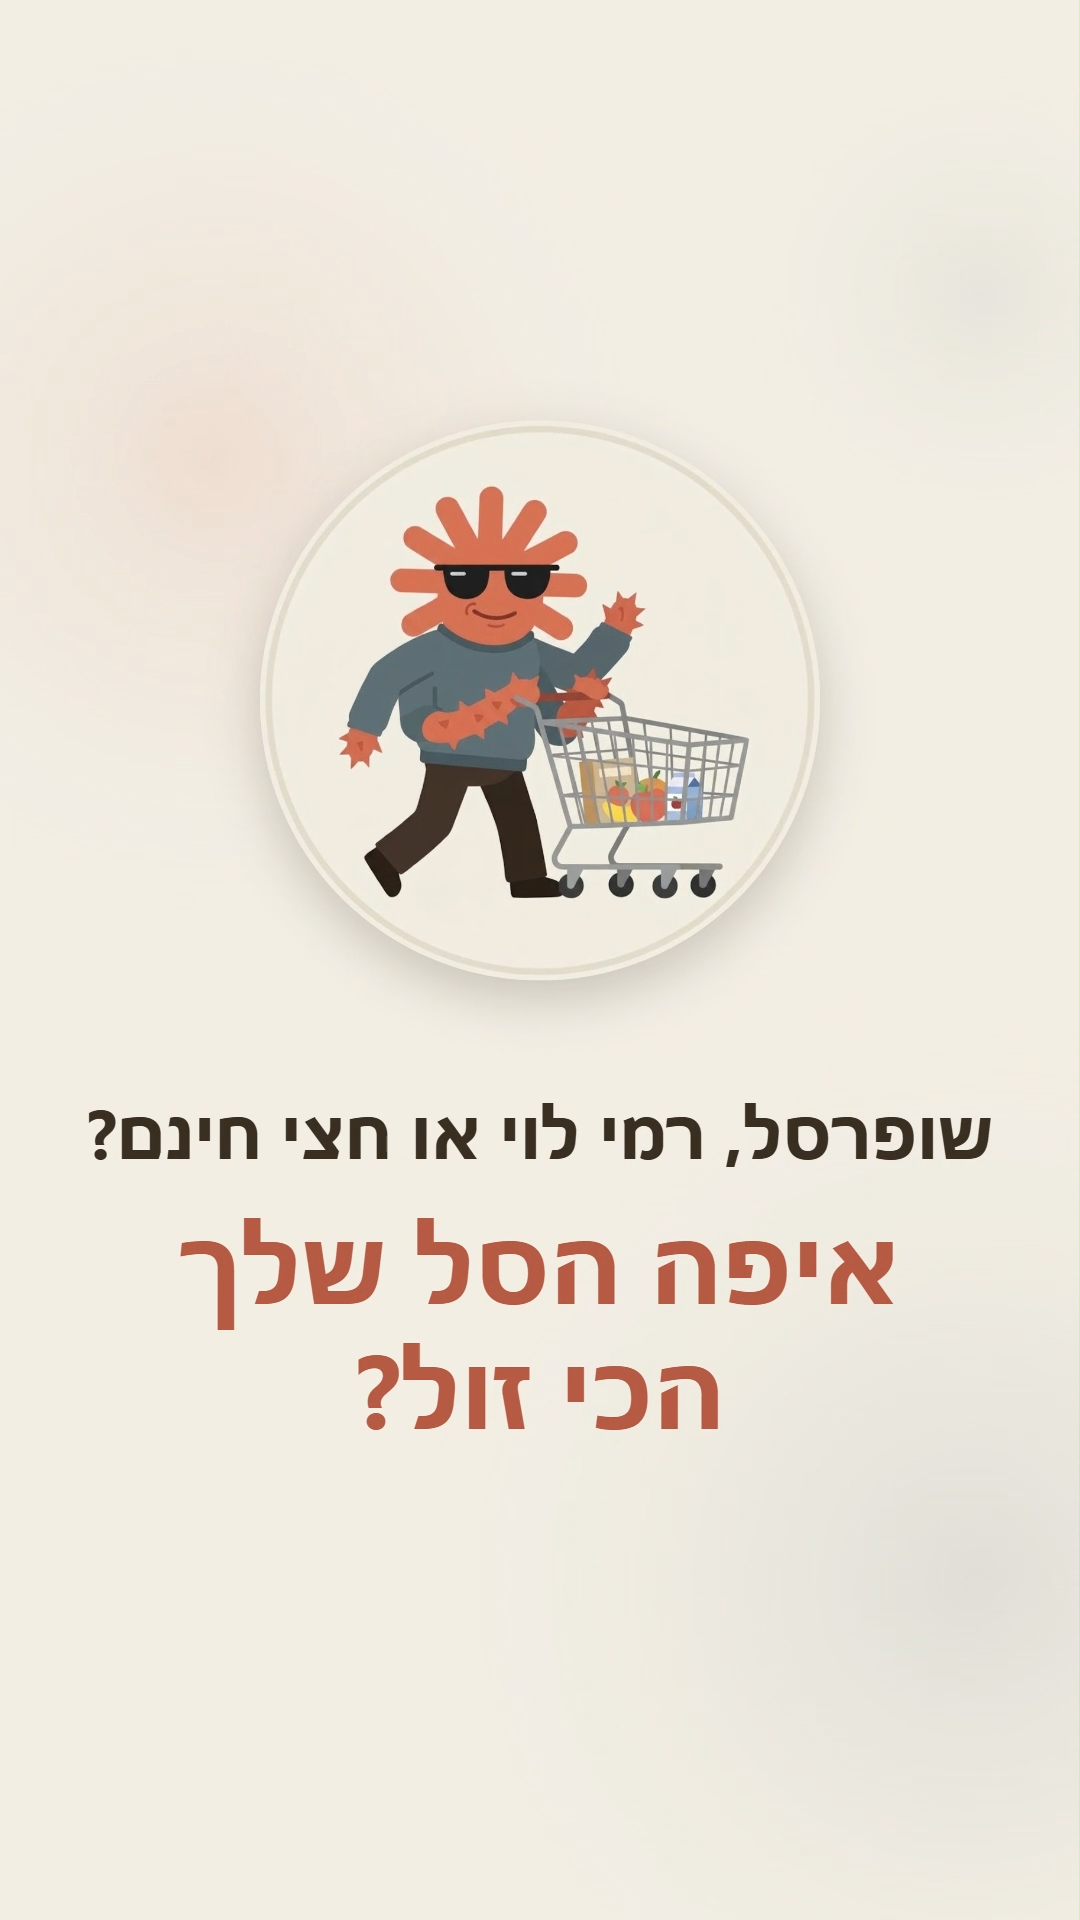 שופרסל, רמי לוי או חצי חינם?
איפה הסל שלך
הכי זול?